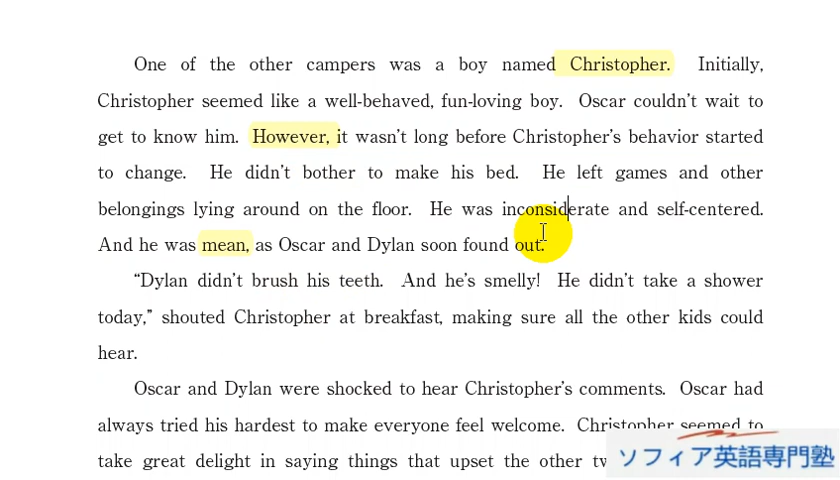 One of the other campers was a boy named Christopher. Initially,
Christopher seemed like a well-behaved, fun-loving boy. Oscar couldn't wait to
get to know him. However, it wasn't long before Christopher's behavior started
to change. He didn't bother to make his bed. He left games and other
belongings lying around on the floor. He was inconsiderate and self-centered.
And he was mean, as Oscar and Dylan soon found out.
“Dylan didn't brush his teeth. And he's smelly! He didn't take a shower
today,” shouted Christopher at breakfast, making sure all the other kids could
hear.
Oscar and Dylan were shocked to hear Christopher's comments. Oscar had
always tried his hardest to make everyone feel welcome. Christopher seemed to
take great delight in saying things that upset the other
ソフィア英語専門塾